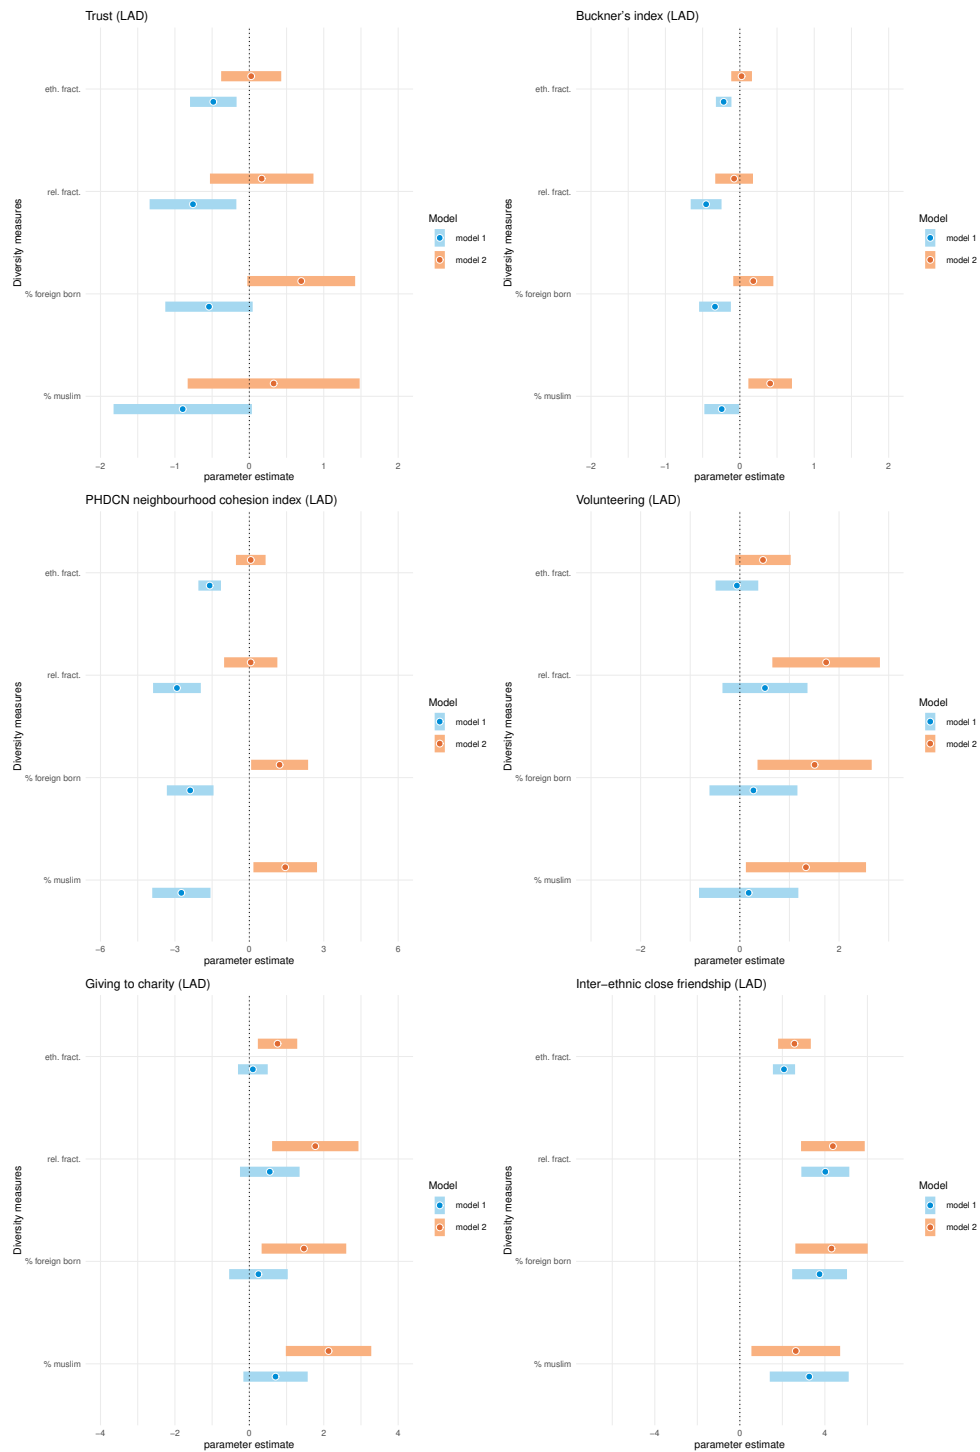 Trust (LAD)
Diversity measures
eth. fract.
rel. fract.
% foreign born
% muslim
−2
−1
0
1
2
parameter estimate
Model
model 1
model 2
Buckner's index (LAD)
Diversity measures
eth. fract.
rel. fract.
% foreign born
% muslim
−2
−1
0
1
2
parameter estimate
Model
model 1
model 2
PHDCN neighbourhood cohesion index (LAD)
Diversity measures
eth. fract.
rel. fract.
% foreign born
% muslim
−6
−3
0
3
6
parameter estimate
Model
model 1
model 2
Volunteering (LAD)
Diversity measures
eth. fract.
rel. fract.
% foreign born
% muslim
−2
0
2
parameter estimate
Model
model 1
model 2
Giving to charity (LAD)
Diversity measures
eth. fract.
rel. fract.
% foreign born
% muslim
−4
−2
0
2
4
parameter estimate
Model
model 1
model 2
Inter−ethnic close friendship (LAD)
Diversity measures
eth. fract.
rel. fract.
% foreign born
% muslim
−4
0
4
parameter estimate
Model
model 1
model 2